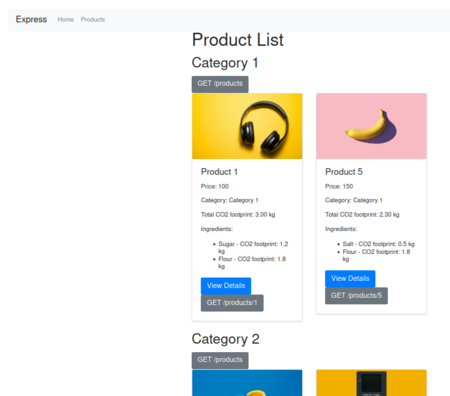 Express Home Products
Product List
Category 1
GET /products
Product 1
Price: 100
Category: Category 1
Total CO2 footprint: 3.00 kg
Ingredients:
Sugar - CO2 footprint: 1.2
kg
Flour - CO2 footprint: 1.8
kg
View Details
GET /products/1
Product 5
Price: 150
Category: Category 1
Total CO2 footprint: 2.30 kg
Ingredients:
Salt - CO2 footprint: 0.5 kg
Flour - CO2 footprint: 1.8
kg
View Details
GET /products/5
Category 2
GET /products